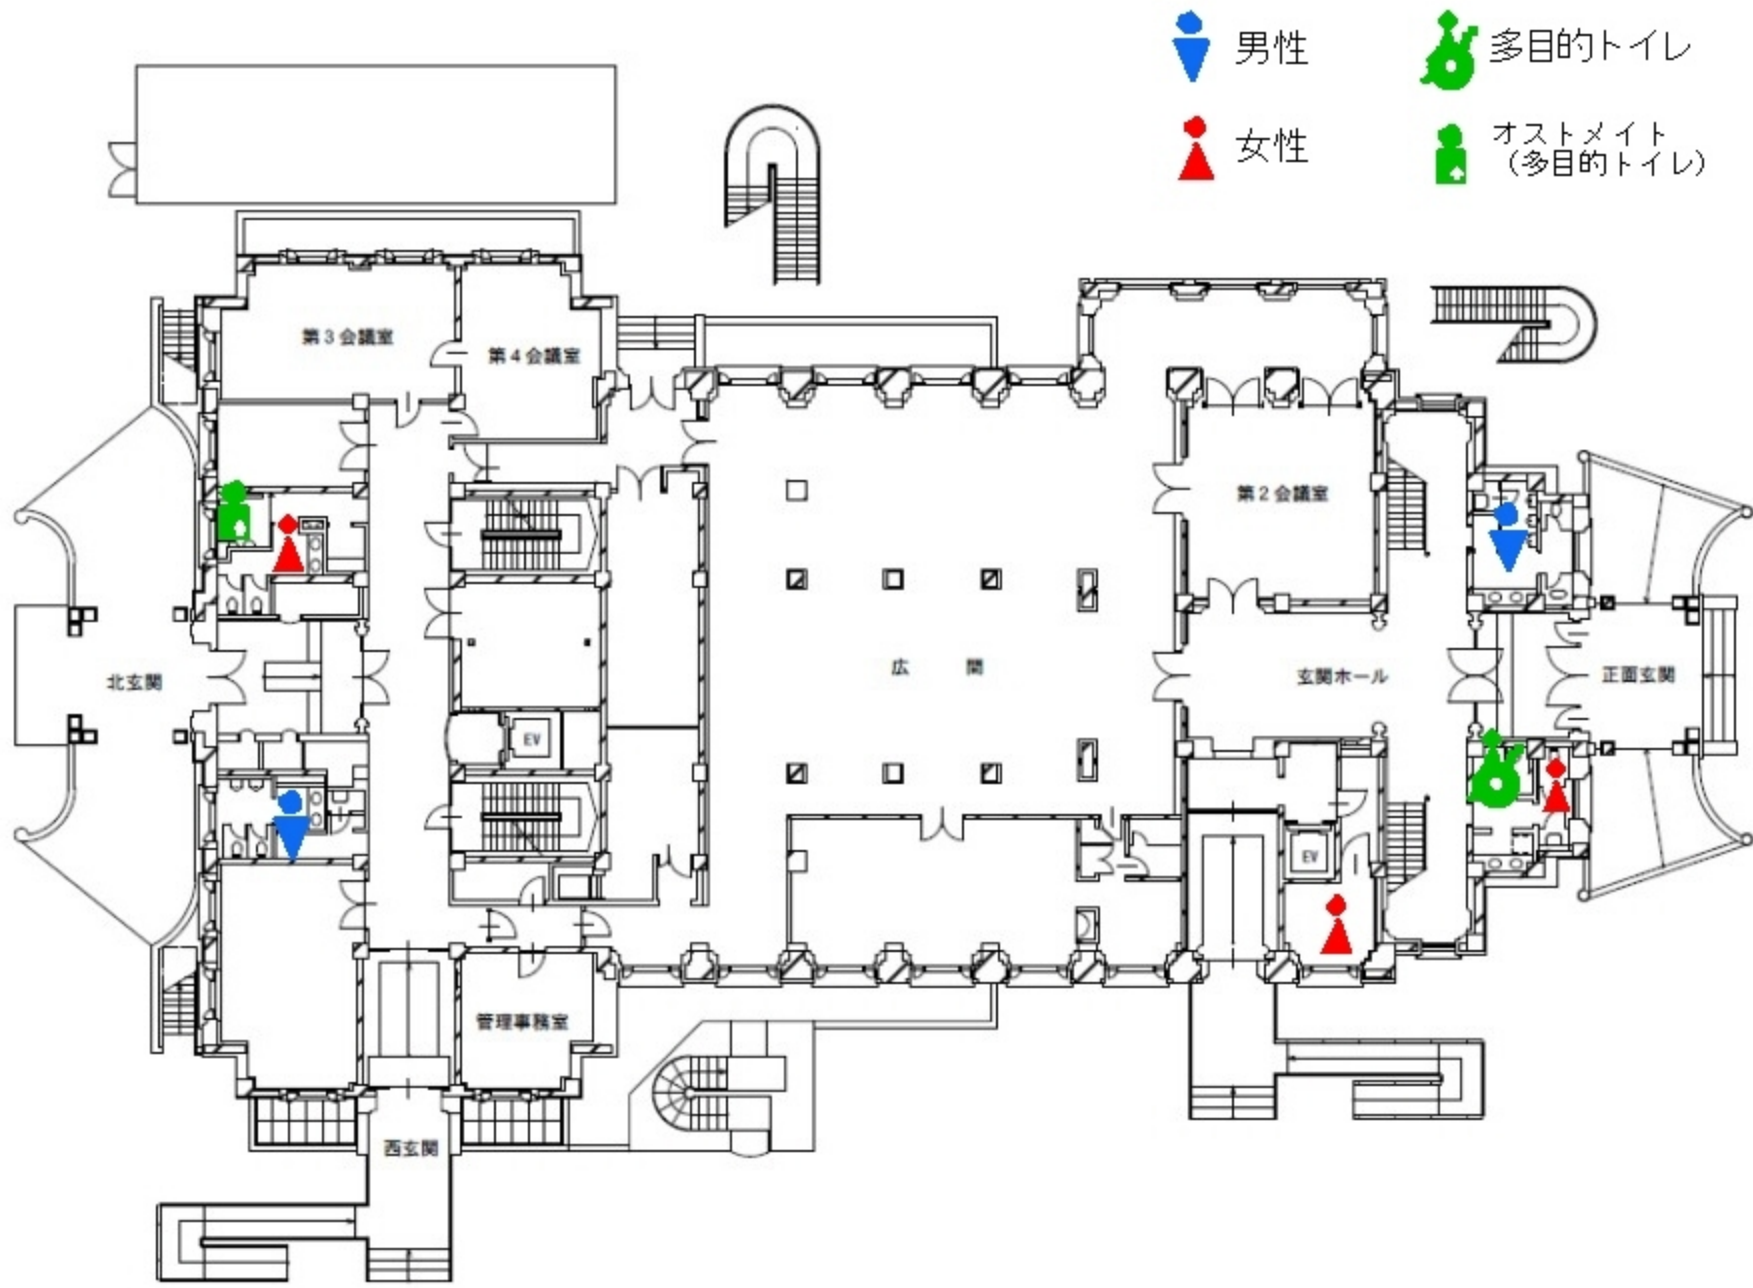 男性
多目的トイレ
女性
オストメイト
（多目的トイレ）
第３会議室
第４会議室
第２会議室
北玄関
広　間
玄関ホール
正面玄関
EV
EV
管理事務室
西玄関